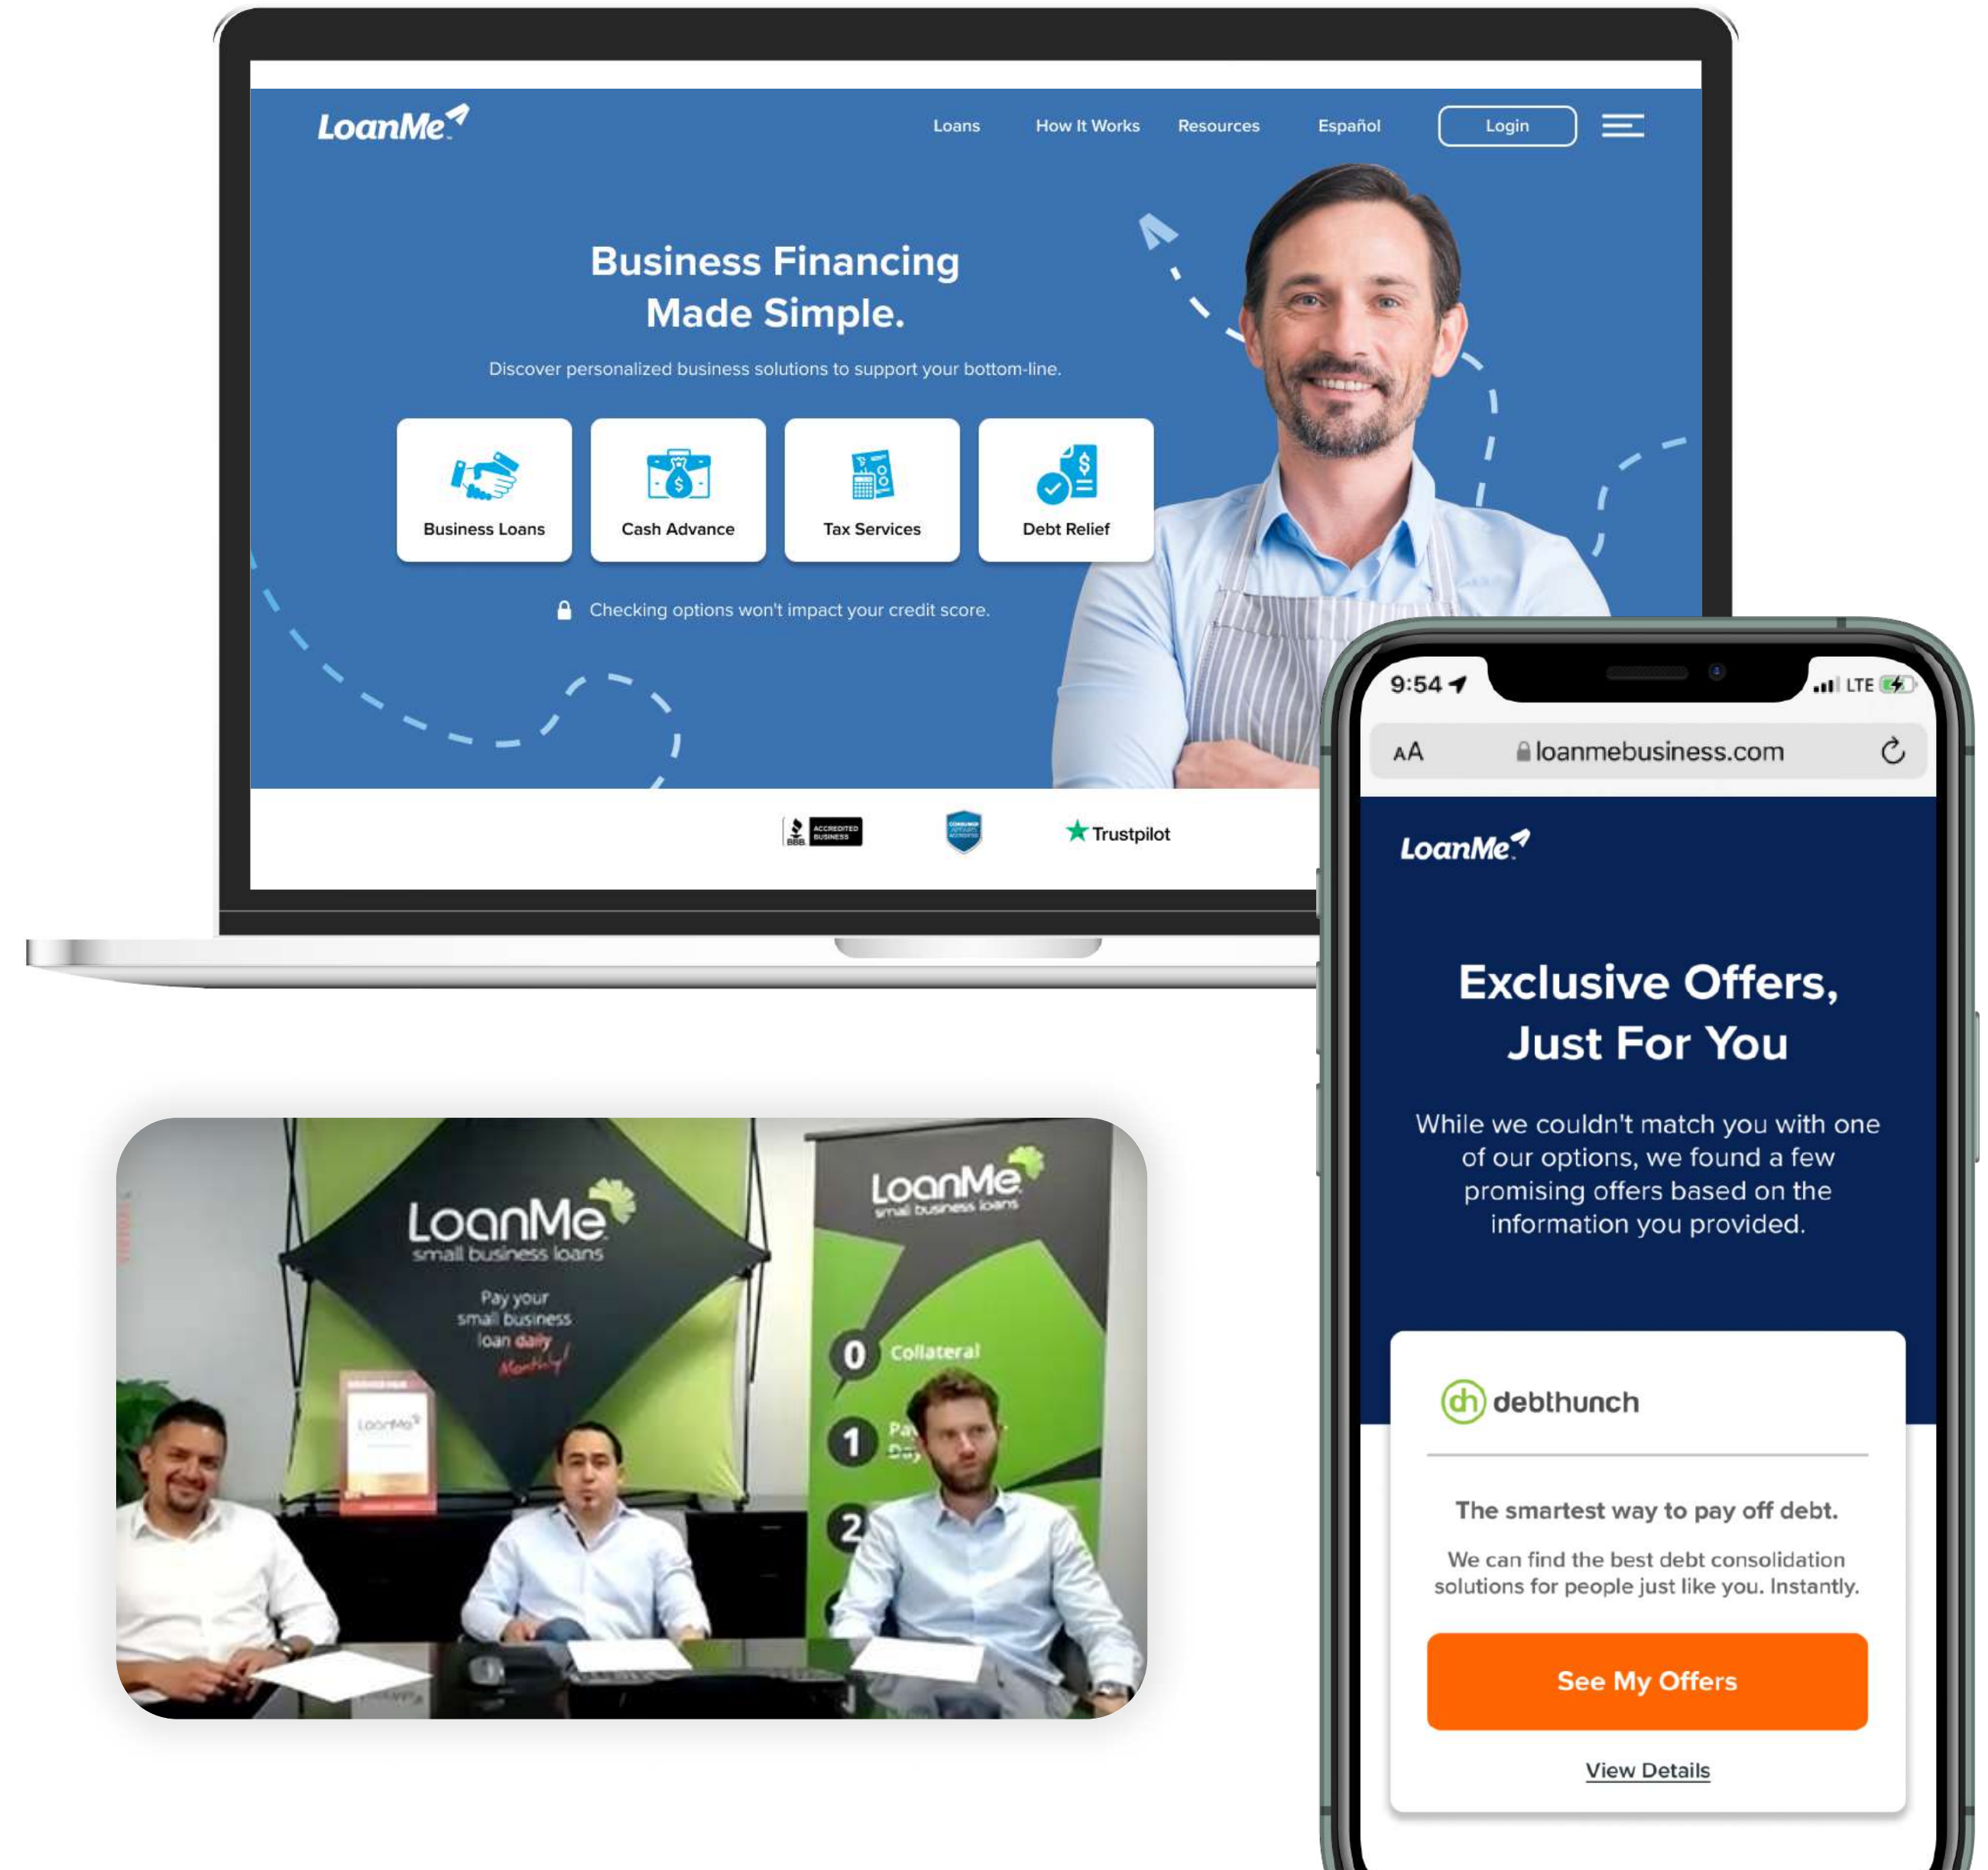 LoanMe
Loans
How It Works
Resources
Español
Login
Business Financing
Made Simple.
Discover personalized business solutions to support your bottom-line.
Business Loans
Cash Advance
Tax Services
Debt Relief
Checking options won't impact your credit score.
BBB
ACCREDITED
BUSINESS
CONSUMER
Trustpilot
9:54
LTE
AA
loanmebusiness.com
LoanMe
Exclusive Offers,
Just For You
While we couldn't match you with one
of our options, we found a few
promising offers based on the
information you provided.
dh debthunch
The smartest way to pay off debt.
We can find the best debt consolidation
solutions for people just like you. Instantly.
See My Offers
View Details
LoanMe
small business loans
Pay your
small business
loan daily
Monthly!
LoanMe
LoanMe
small business loans
0 Collateral
1
2